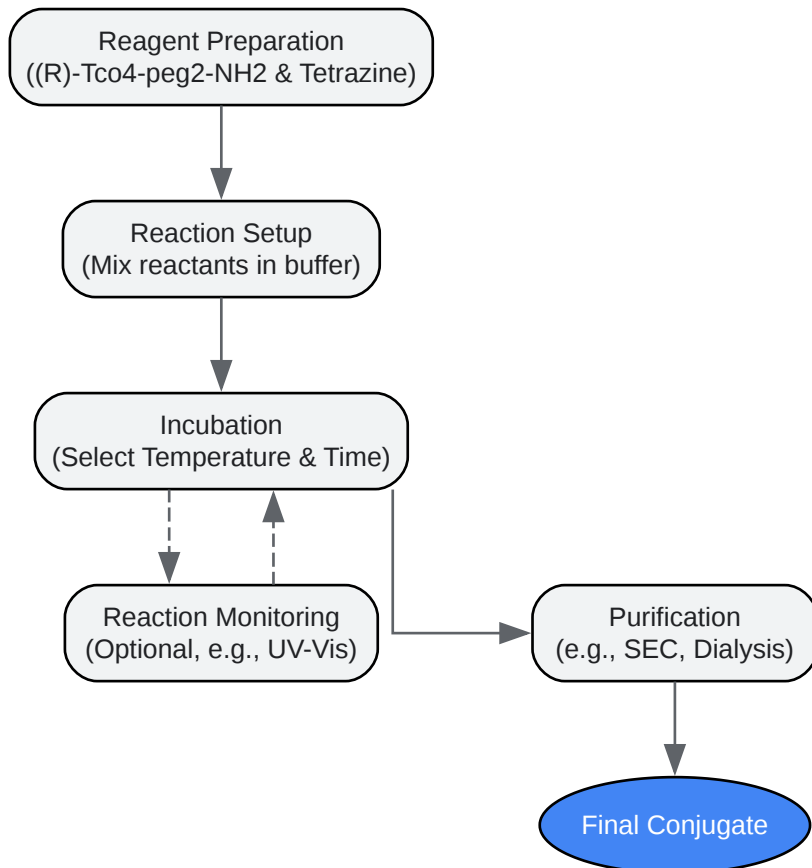 Reagent Preparation
((R)-Tco4-peg2-NH2 & Tetrazine)
Reaction Setup
(Mix reactants in buffer)
Incubation
(Select Temperature & Time)
Reaction Monitoring
(Optional, e.g., UV-Vis)
Purification
(e.g., SEC, Dialysis)
Final Conjugate